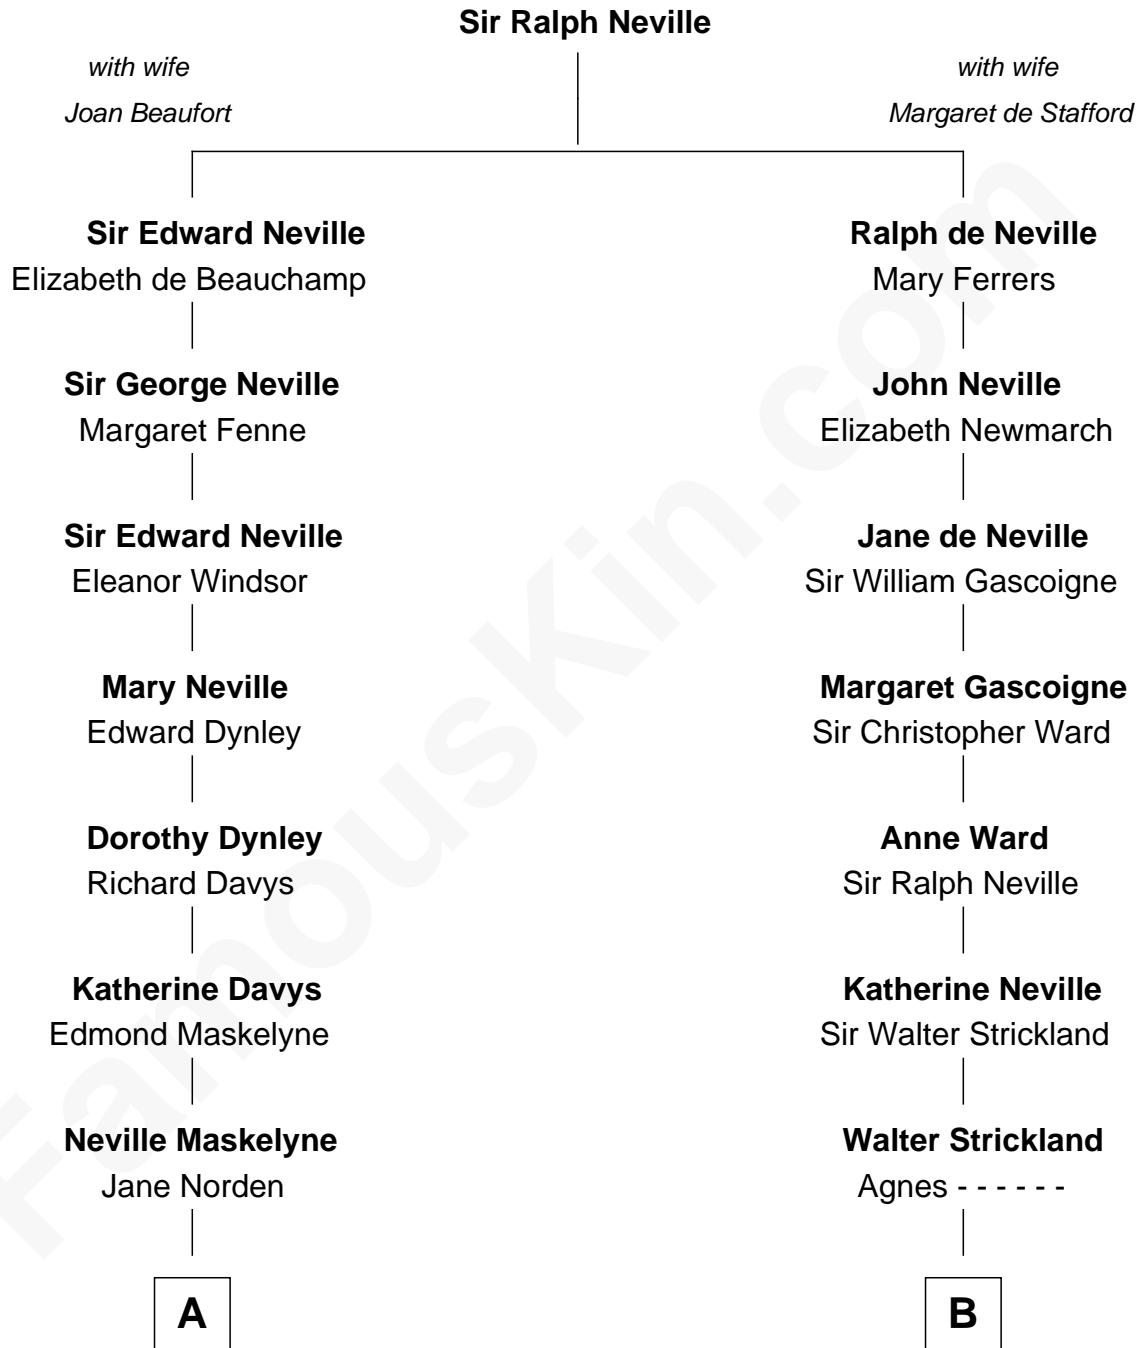 Sir Ralph Neville
with wife
Joan Beaufort
with wife
Margaret de Stafford
Sir Edward Neville
Elizabeth de Beauchamp
Ralph de Neville
Mary Ferrers
Sir George Neville
Margaret Fenne
John Neville
Elizabeth Newmarch
Sir Edward Neville
Eleanor Windsor
Jane de Neville
Sir William Gascoigne
Mary Neville
Edward Dynley
Margaret Gascoigne
Sir Christopher Ward
Dorothy Dynley
Richard Davys
Anne Ward
Sir Ralph Neville
Katherine Davys
Edmond Maskelyne
Katherine Neville
Sir Walter Strickland
Neville Maskelyne
Jane Norden
Walter Strickland
Agnes - - - - - -
A
B
FamousKin.com